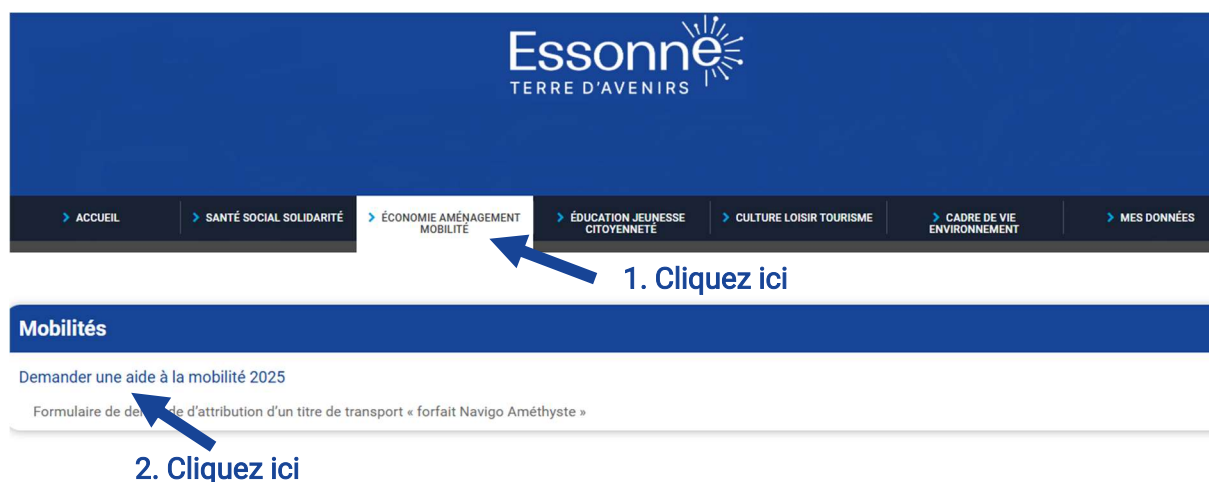 Essonne
TERRE D'AVENIRS
ACCUEIL
SANTÉ SOCIAL SOLIDARITÉ
ÉCONOMIE AMÉNAGEMENT
MOBILITÉ
ÉDUCATION JEUNESSE
CITOYENNETÉ
CULTURE LOISIR TOURISME
CADRE DE VIE
ENVIRONNEMENT
MES DONNÉES
1. Cliquez ici
Mobilités
Demander une aide à la mobilité 2025
Formulaire de de d'attribution d'un titre de transport « forfait Navigo Améthyste »
2. Cliquez ici